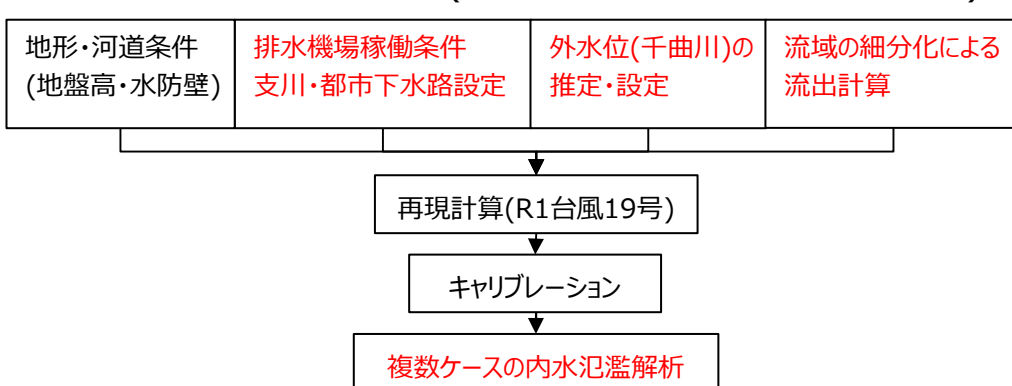 地形・河道条件
(地盤高・水防壁)
排水機場稼働条件
支川・都市下水路設定
外水位(千曲川)の
推定・設定
流域の細分化による
流出計算
再現計算(R1台風19号)
キャリブレーション
複数ケースの内水氾濫解析